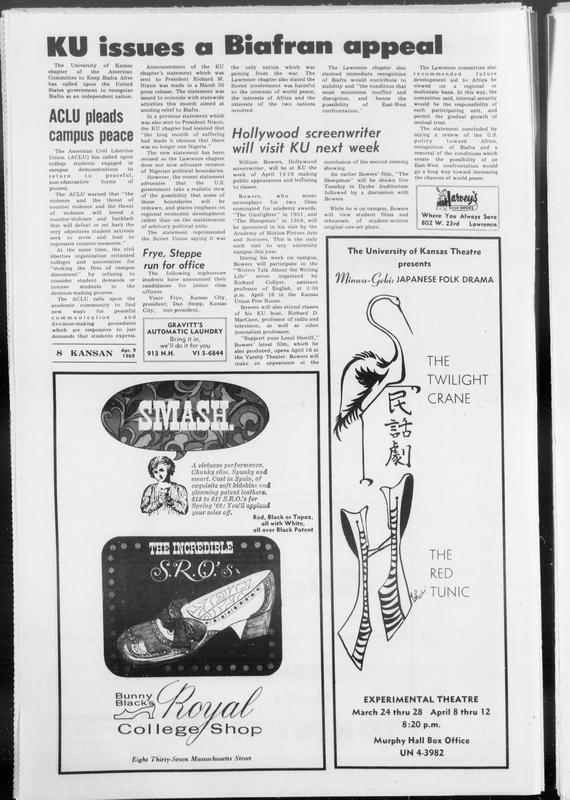 KU issues a Biafran appeal
The University of Kansas
chapter of the American
Committee to Keep Biafra Alive
has called upon the United
States government to recognize
Biafra as an independent nation.
ACLU pleads
campus peace
The American Civil Liberties
Union (ACLU) has called upon
college students engaged in
campus demonstrations to
return to peaceful,
non-obstructive forms of
protest.
The ACLU warned that "the
violence and the threat of
counter violence and the threat
of violence will breed a
counter-violence and backlash
that will defeat or set back the
very objectives student activists
seek to serve and lead to
repressive counter-measures."
At the same time, the civil
liberties organization criticized
colleges and universities for
"stoking the fires of campus
discontent" by refusing to
consider student demands or
involve students in the
decision-making process.
The ACLU calls upon the
academic community to find
new ways for peaceful
communication and
decision-making procedures
which are responsive to just
demands that students express.
8 KANSAN Apr. 9
1969
Announcement of the KU
chapter's statement which was
sent to President Richard M.
Nixon was made in a March 30
press release. The statement was
issued to coincide with statewide
activities this month aimed at
sending relief to Biafra.
In a previous statement which
was also sent to President Nixon,
the KU chapter had insisted that
"the long month of suffering
had made it obvious that there
was no longer one Nigeria."
The new statement has been
revised so the Lawrence chapter
does not now advocate revision
of Nigerian political boundaries.
However, the recent statement
advocates that the U.S.
government take a realistic view
of the possibility that some of
those boundaries will be
redrawn, and places emphasis on
regional economic development
rather than on the maintenance
of arbitrary political units.
The statement reprimanded
the Soviet Union saying it was
Frye, Steppe
run for office
The following sophomore
students have announced their
candidacies for junior class
officers:
Vince Frye, Kansas City,
president; Dan Steppe, Kansas
City, vice-president.
GRAVITT'S
AUTOMATIC LAUNDRY
Bring it in,
we'll do it for you
913 N.H. VI 3-6844
the only nation which was
gaining from the war. The
Lawrence chapter also stated the
Soviet involvement was harmful
to the interests of world peace,
the interests of Africa and the
interests of the two nations
involved.
The Lawrence chapter also
claimed immediate recognition
of Biafra would contribute to
stability and "the condition that
most minimizes conflict and
disruption, and hence the
possibility of East-West
confrontation."
The Lawrence committee also
recommended future
development aid to Africa be
viewed on a regional or
multistate basis. In this way, the
committee said, internal security
would be the responsibility of
each participating unit, and
permit the gradual growth of
mutual trust.
The statement concluded by
saying a review of the U.S.
policy toward Africa,
recognition of Biafra and a
removal of the conditions which
create the possibility of an
East-West confrontation would
go a long way toward increasing
the chances of world peace.
Hollywood screenwriter
will visit KU next week
William Bowers, Hollywood
screenwriter, will be at KU the
week of April 14-18 making
public appearances and lecturing
to classes.
Bowers, who wrote
screenplays for two films
nominated for academy awards,
"The Gunfighter" in 1951, and
"The Sheepman" in 1958, will
be sponsored in his visit by the
Academy of Motion Picture Arts
and Sciences. This is the only
such visit to any university
campus this year.
During his week on campus,
Bowers will participate in the
"Writers Talk About the Writing
Life" series organized by
Richard Collyer, assistant
professor of English, at 3:30
p.m. April 16 in the Kansas
Union Pine Room.
Bowers will also attend classes
of his KU host, Richard D.
MacCann, professor of radio and
television, as well as other
journalism professors.
"Support your Local Sheriff,"
Bowers' latest film, which he
also produced, opens April 16 at
the Varsity Theater. Bowers will
make an appearance at the
conclusion of the second evening
showing.
An earlier Bowers' film, "The
Sheepman" will be shown free
Tuesday in Dyche Auditorium
followed by a discussion with
Bowers.
While he is on campus, Bowers
will view student films and
rehearsals of student-written
original one-act plays.
Harvey's
FINE SHOES
Where You Always Save
802 W. 23rd Lawrence
SMASH.
A virtuoso performance.
Chunky slim. Spunky and
smart. Cast in Spain, of
exquisite soft kidskins and
gleaming patent leathers.
$13 to $17 S.R.O.'s for
Spring '69: You'll applaud
your soles off.
Red, Black or Topaz,
all with White,
all over Black Patent
THE INCREDIBLE
S.R.O.'s
Bunny
Black's
Royal
College Shop
Eight Thirty-Seven Massachusetts Street
The University of Kansas Theatre
presents
Minwa-Geki: JAPANESE FOLK DRAMA
THE
TWILIGHT
CRANE
民
話
劇
THE
RED
TUNIC
EXPERIMENTAL THEATRE
March 24 thru 28 April 8 thru 12
8:20 p.m.
Murphy Hall Box Office
UN 4-3982